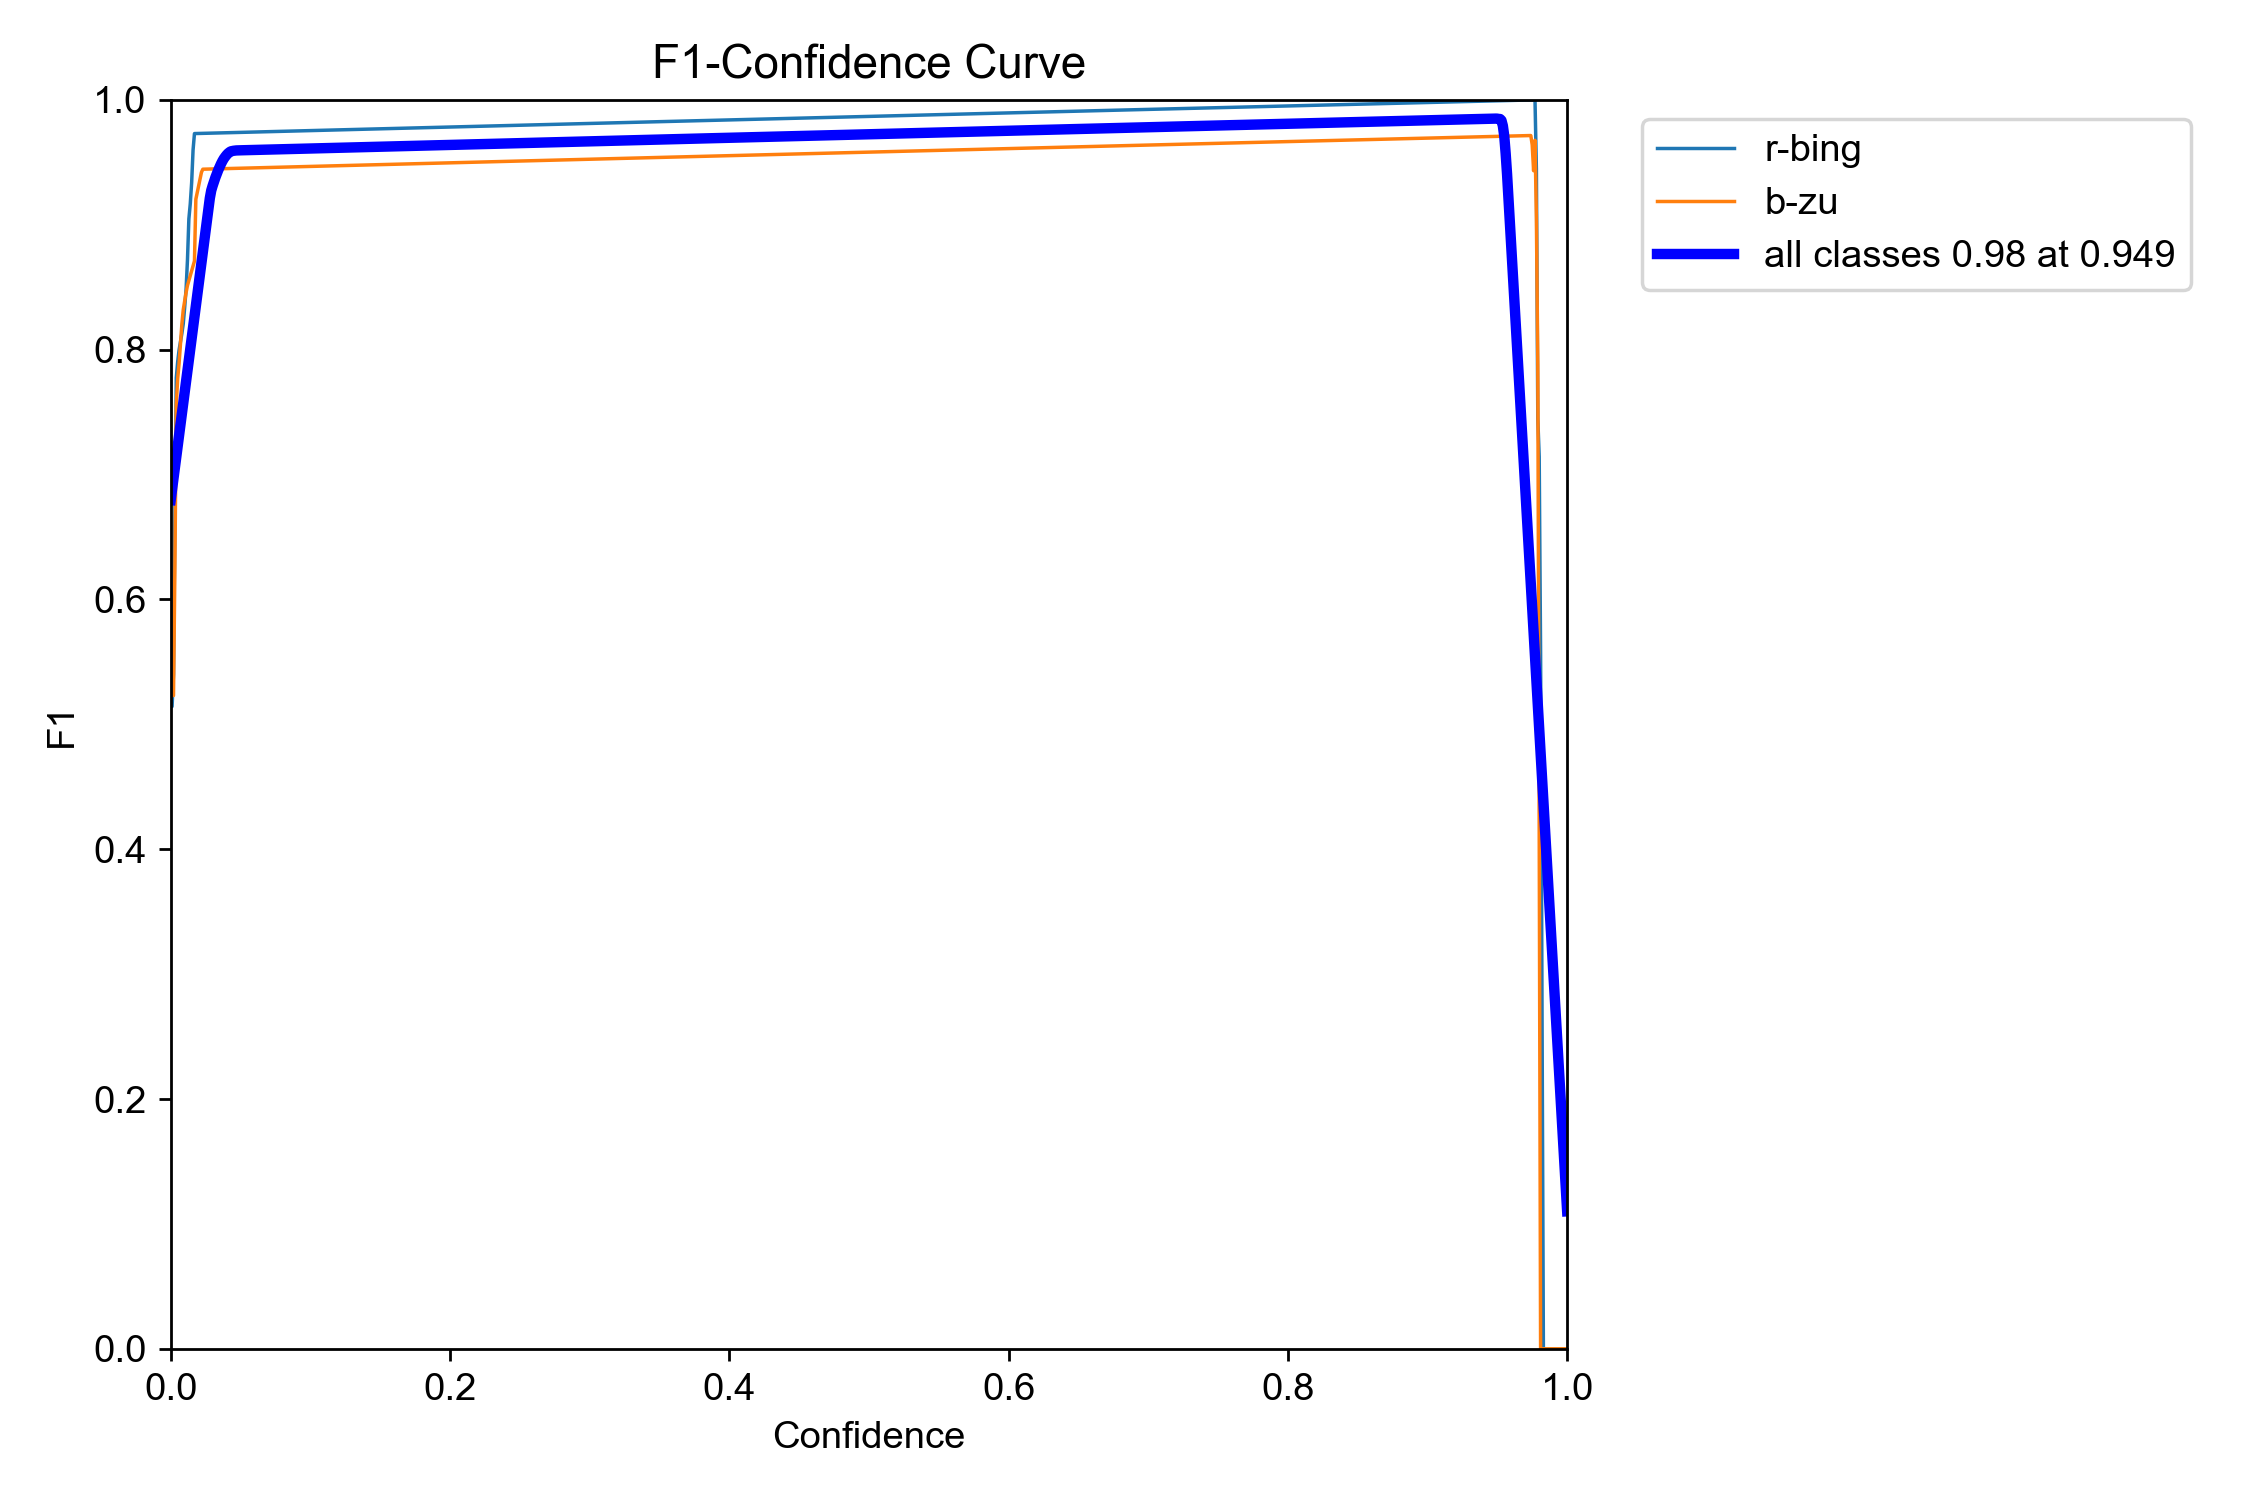 F1-Confidence Curve
1.0
0.8
0.6
0.4
0.2
0.0
F1
0.0 0.2 0.4 0.6 0.8 1.0
Confidence
r-bing
b-zu
all classes 0.98 at 0.949